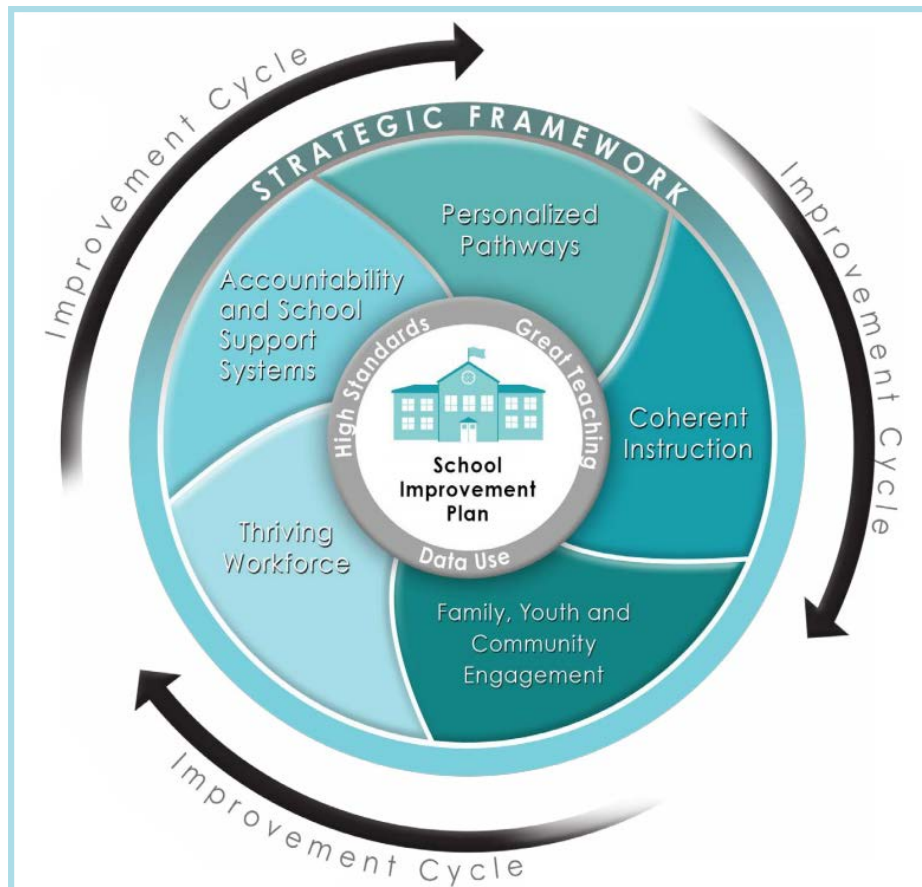 Improvement Cycle
Improvement Cycle
STRATEGIC FRAMEWORK
Personalized
Pathways
Accountability
and School
Support
Systems
High Standards
Great Teaching
Coherent
Instruction
School
Improvement
Plan
Data Use
Thriving
Workforce
Family, Youth and
Community
Engagement
Improvement Cycle